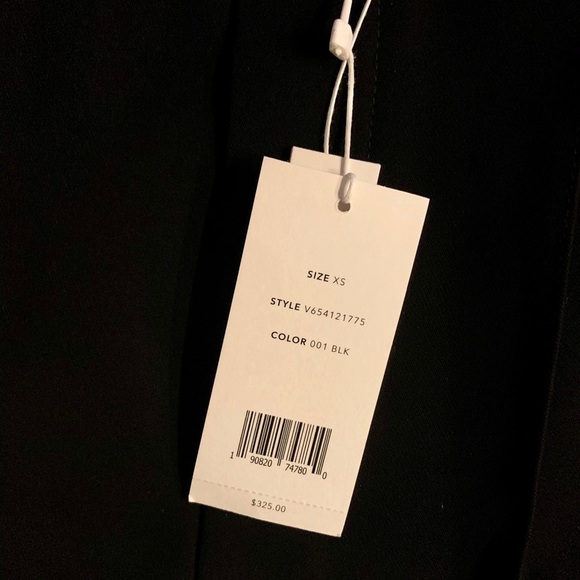 SIZE XS
STYLE V654121775
COLOR 001 BLK
1 90820 74780 0
$325.00